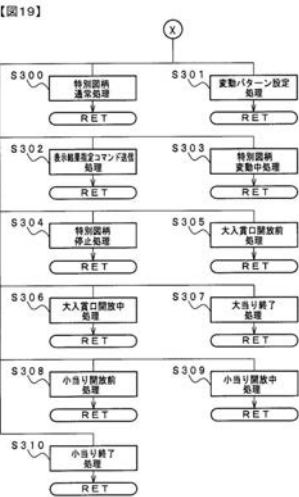 【図19】
X
S300
特別図柄
通常処理
RET
S301
変動パターン設定
処理
RET
S302
表示結果指定コマンド送信
処理
RET
S303
特別図柄
変動中処理
RET
S304
特別図柄
停止処理
RET
S305
大入賞口開放前
処理
RET
S306
大入賞口開放中
処理
RET
S307
大当り終了
処理
RET
S308
小当り開放前
処理
RET
S309
小当り開放中
処理
RET
S310
小当り終了
処理
RET